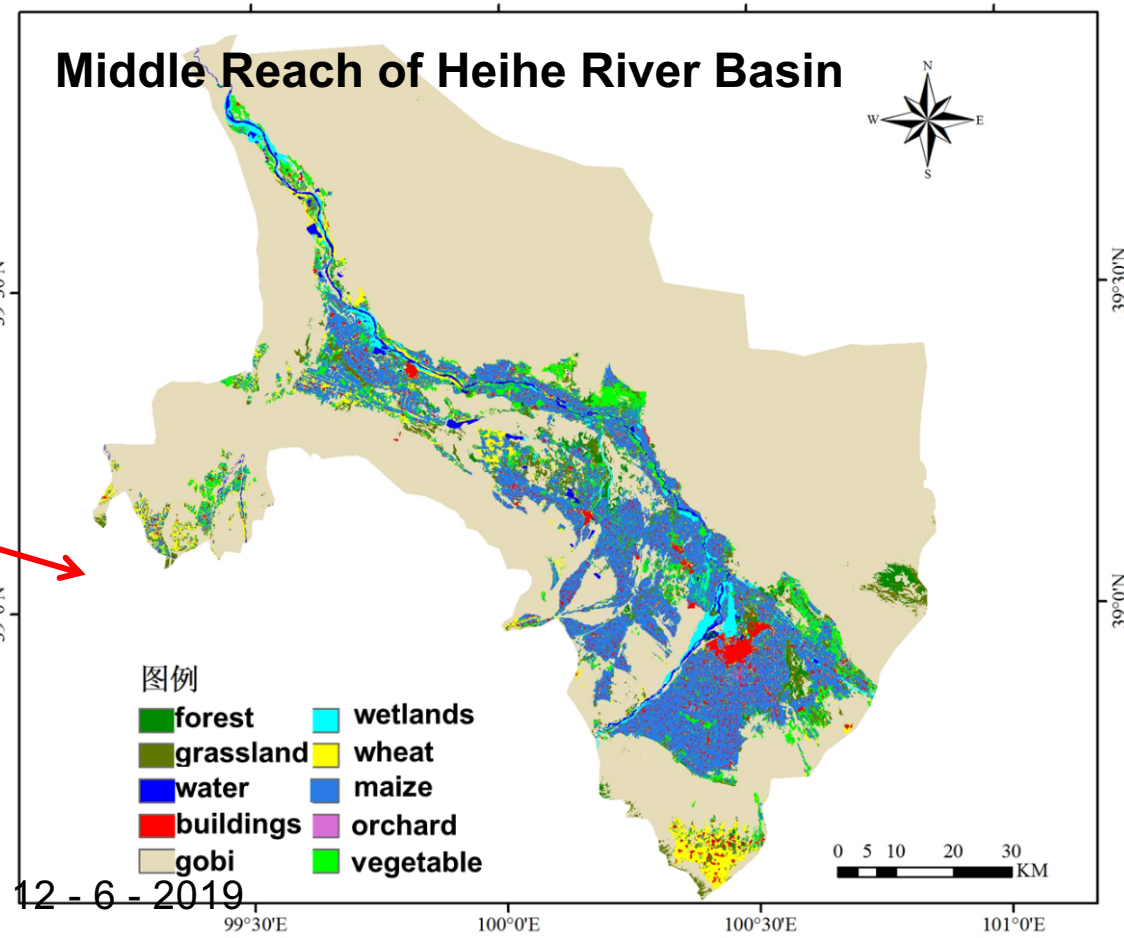 Middle Reach of Heihe River Basin
N
W E
S
39°30'N
39°0'N
图例
forest
wetlands
grassland
wheat
water
maize
buildings
orchard
gobi
vegetable
0 5 10 20 30
KM
12 - 6 - 2019
99°30'E 100°0'E 100°30'E 101°0'E